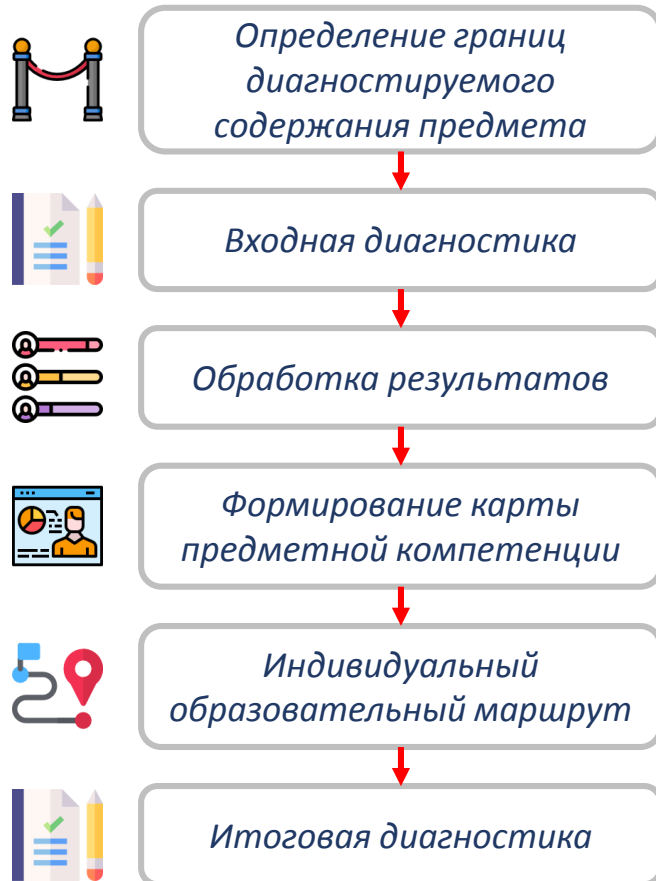 Определение границ
диагностируемого
содержания предмета
Входная диагностика
Обработка результатов
Формирование карты
предметной компетенции
Индивидуальный
образовательный маршрут
Итоговая диагностика